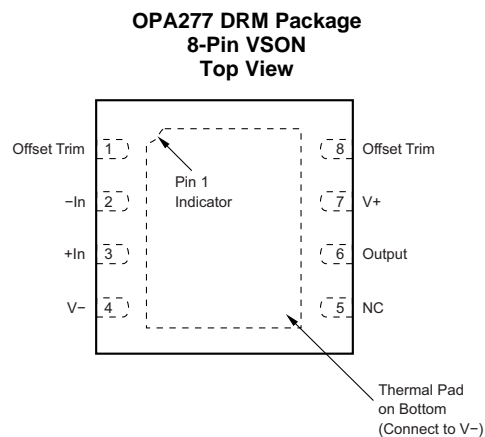 OPA277 DRM Package
8-Pin VSON
Top View
Offset Trim 1
8 Offset Trim
Pin 1
Indicator
−In 2
7 V+
+In 3
6 Output
V− 4
5 NC
Thermal Pad
on Bottom
(Connect to V−)